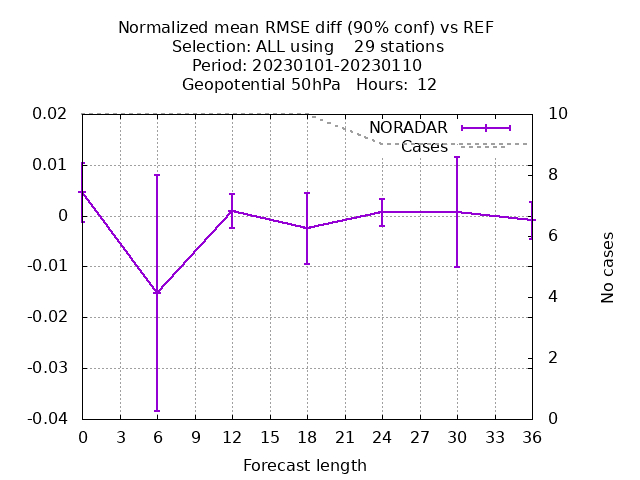 Normalized mean RMSE diff (90% conf) vs REF
Selection: ALL using    29 stations
Period: 20230101-20230110
Geopotential 50hPa   Hours:  12
0.02
0.01
0
-0.01
-0.02
-0.03
-0.04
NORADAR
Cases
10
8
6
4
2
0
No cases
0 3 6 9 12 15 18 21 24 27 30 33 36
Forecast length